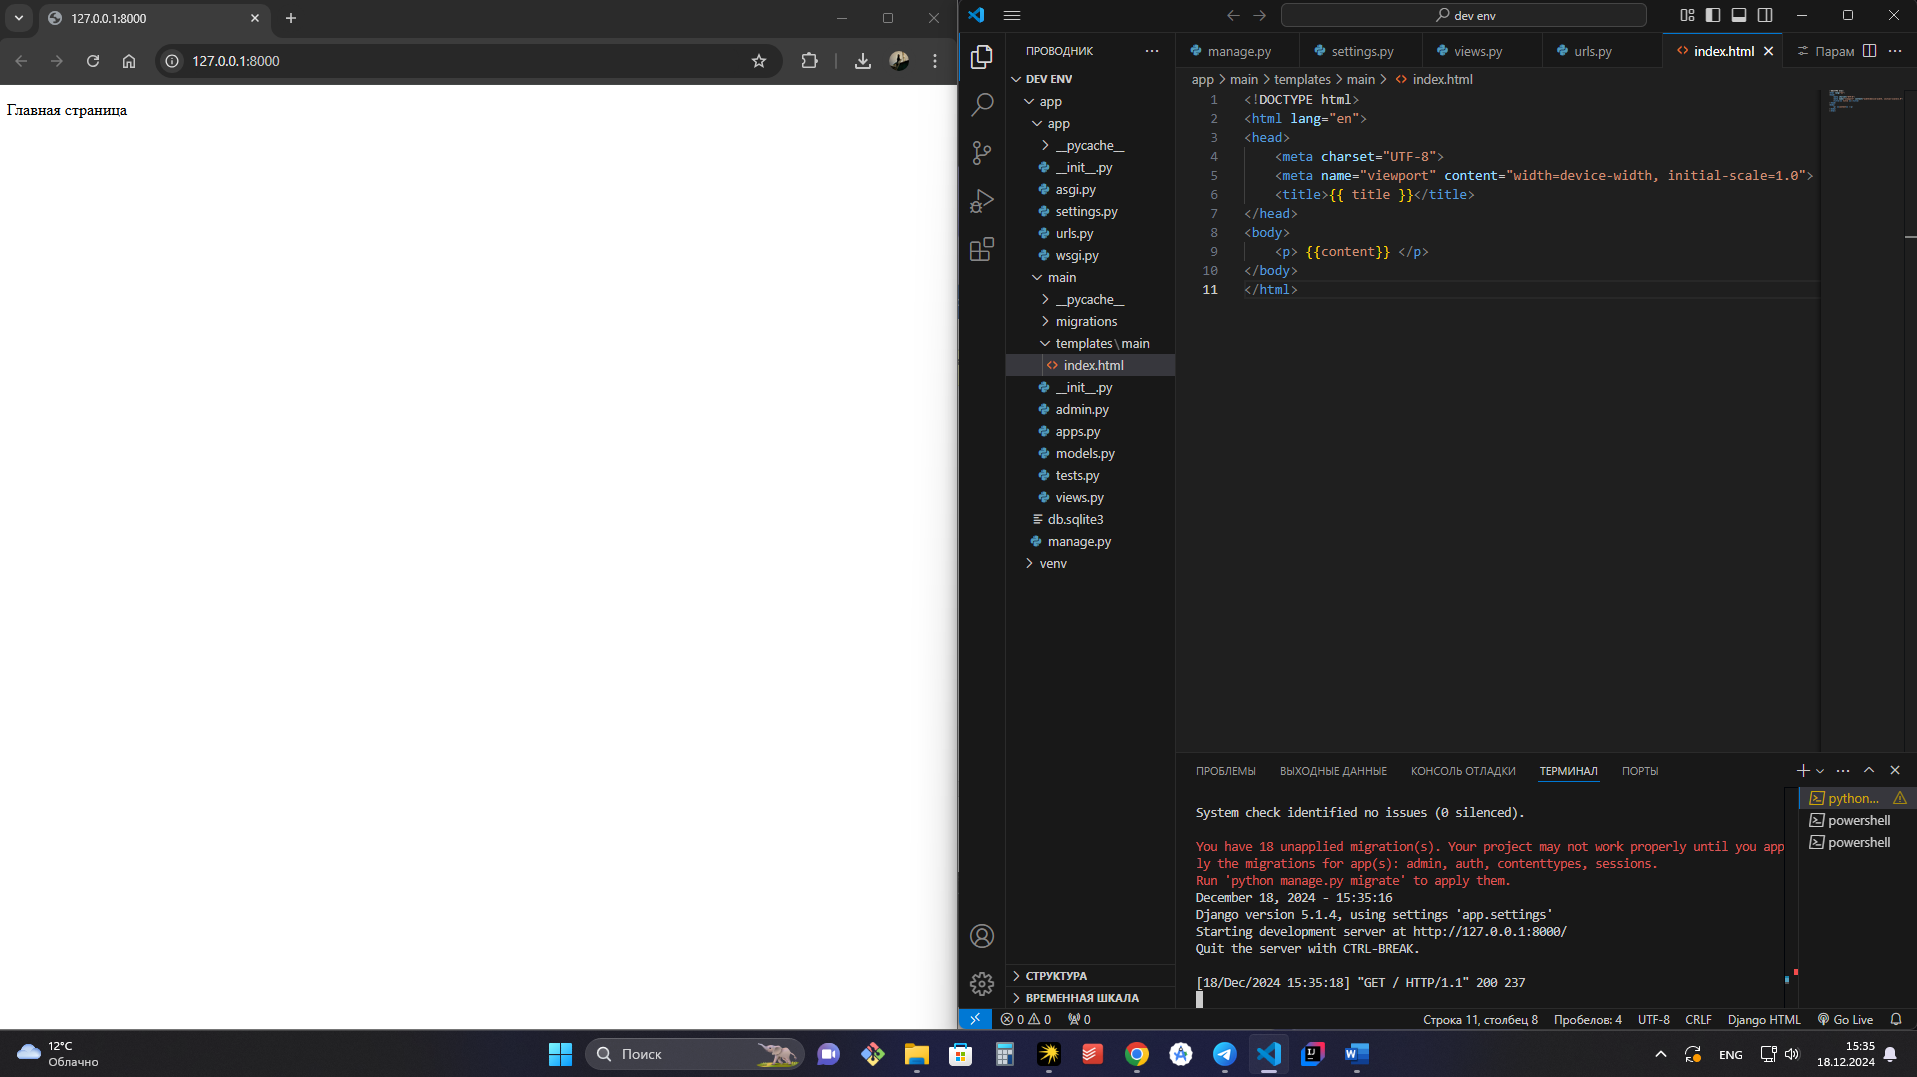 127.0.0.1:8000
127.0.0.1:8000
Главная страница
dev env
ПРОВОДНИК
DEV ENV
app
app
__pycache__
__init__.py
asgi.py
settings.py
urls.py
wsgi.py
main
__pycache__
migrations
templates\main
index.html
__init__.py
admin.py
apps.py
models.py
tests.py
views.py
db.sqlite3
manage.py
venv
СТРУКТУРА
ВРЕМЕННАЯ ШКАЛА
manage.py settings.py views.py urls.py index.html Парам
app > main > templates > main > index.html
1 <!DOCTYPE html>
2 <html lang="en">
3 <head>
4 <meta charset="UTF-8">
5 <meta name="viewport" content="width=device-width, initial-scale=1.0">
6 <title>{{ title }}</title>
7 </head>
8 <body>
9 <p> {{content}} </p>
10 </body>
11 </html>
ПРОБЛЕМЫ ВЫХОДНЫЕ ДАННЫЕ КОНСОЛЬ ОТЛАДКИ ТЕРМИНАЛ ПОРТЫ
System check identified no issues (0 silenced).
You have 18 unapplied migration(s). Your project may not work properly until you app
ly the migrations for app(s): admin, auth, contenttypes, sessions.
Run 'python manage.py migrate' to apply them.
December 18, 2024 - 15:35:16
Django version 5.1.4, using settings 'app.settings'
Starting development server at http://127.0.0.1:8000/
Quit the server with CTRL-BREAK.
[18/Dec/2024 15:35:18] "GET / HTTP/1.1" 200 237
python...
powershell
powershell
0 0 0
Строка 11, столбец 8 Пробелов: 4 UTF-8 CRLF Django HTML Go Live
12°C
Облачно
Поиск
ENG
15:35
18.12.2024